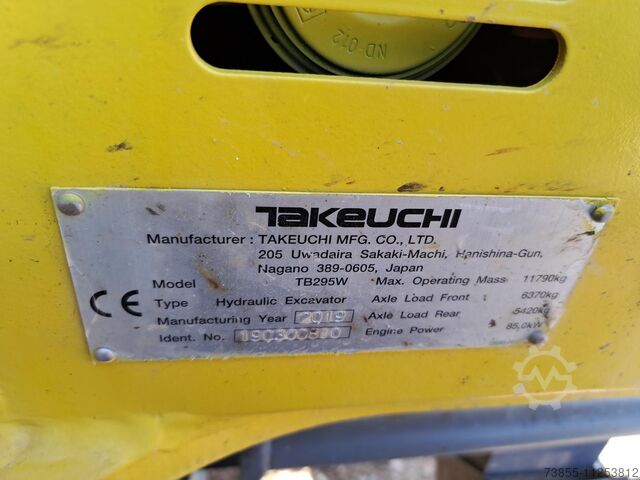 ND-072
TAKEUCHI
Manufacturer : TAKEUCHI MFG. CO., LTD.
205 Uwadaira Sakaki-Machi, Hanishina-Gun,
Nagano 389-0605, Japan
Model TB295W Max. Operating Mass 11790kg
CE Type Hydraulic Excavator Axle Load Front 6370kg
Manufacturing Year 2019 Axle Load Rear 5420kg
Ident. No. Engine Power 85,0kW
73855-11253812